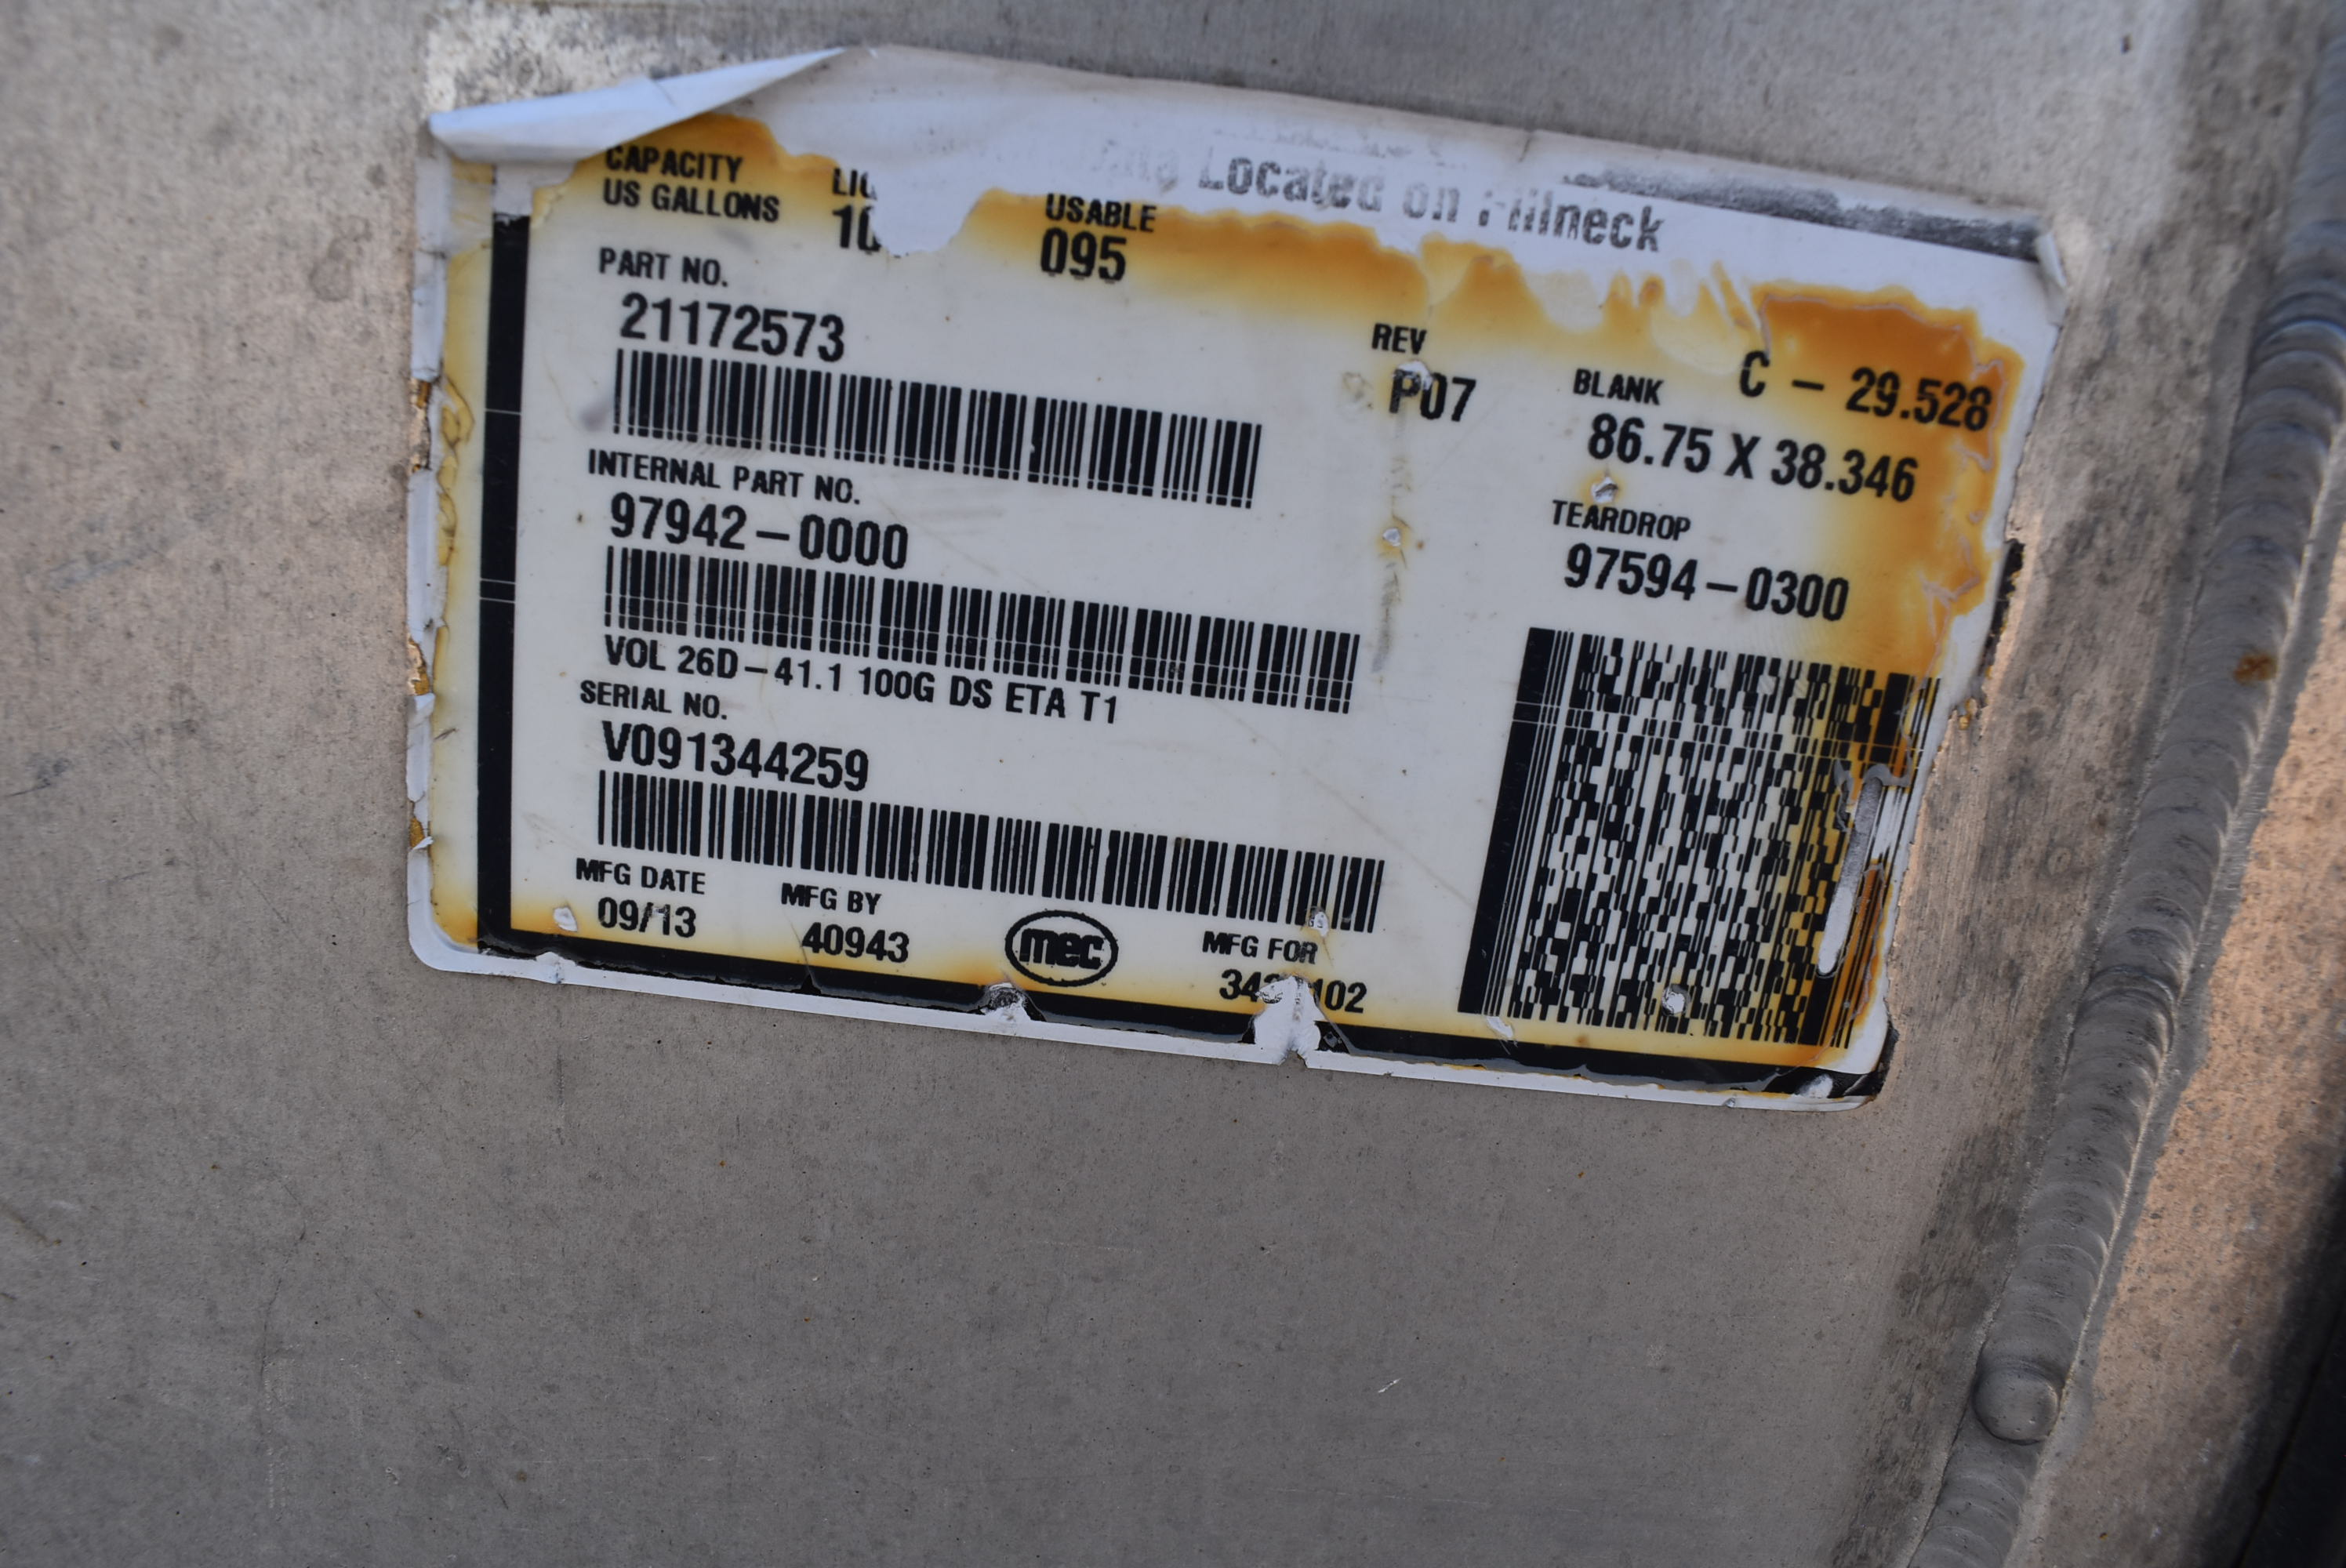 Located on Fillneck
CAPACITY
US GALLONS
USABLE
095
PART NO.
21172573
REV
P07
BLANK
C - 29.528
86.75 X 38.346
INTERNAL PART NO.
97942-0000
TEARDROP
97594-0300
VOL 26D-41.1 100G DS ETA T1
SERIAL NO.
V091344259
MFG DATE
09/13
MFG BY
40943
mec
MFG FOR